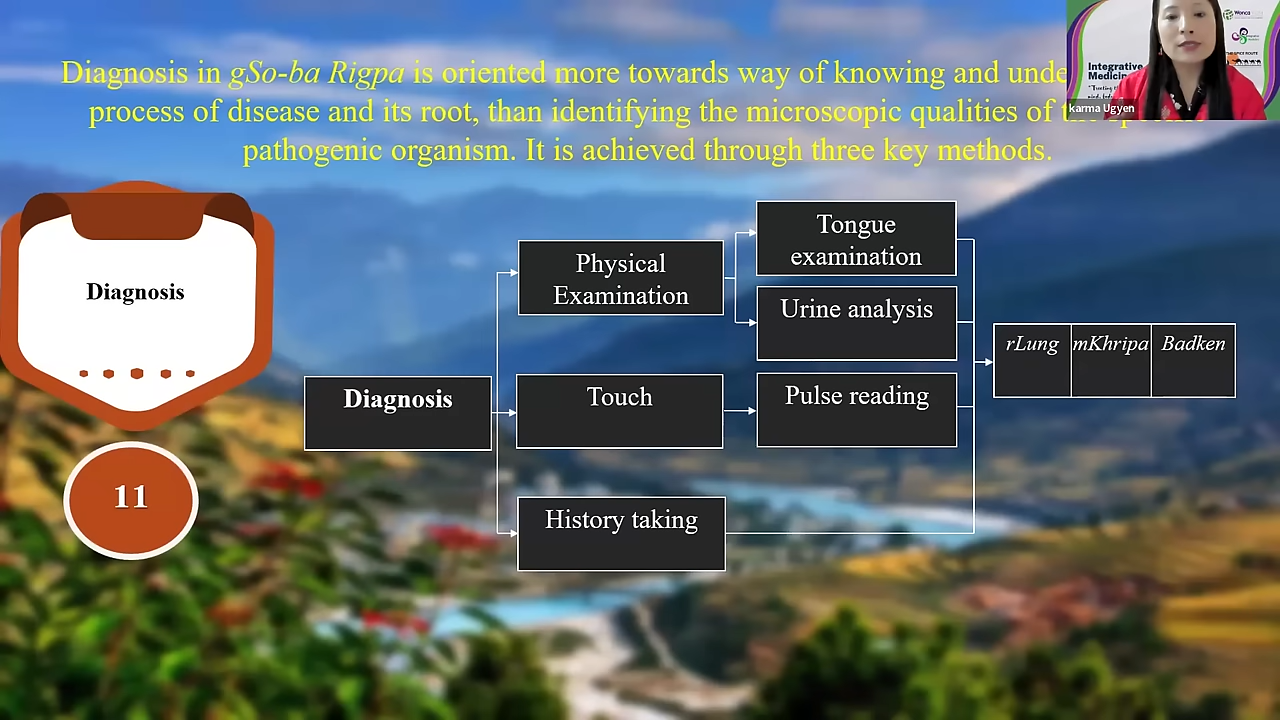 Diagnosis in gSo-ba Rigpa is oriented more towards way of knowing and unde
process of disease and its root, than identifying the microscopic qualities of
pathogenic organism. It is achieved through three key methods.
Integrative
karma Ugyen
Wonca
Diagnosis
11
Diagnosis
Physical
Examination
Touch
History taking
Tongue
examination
Urine analysis
Pulse reading
rLung
mKhripa
Badken